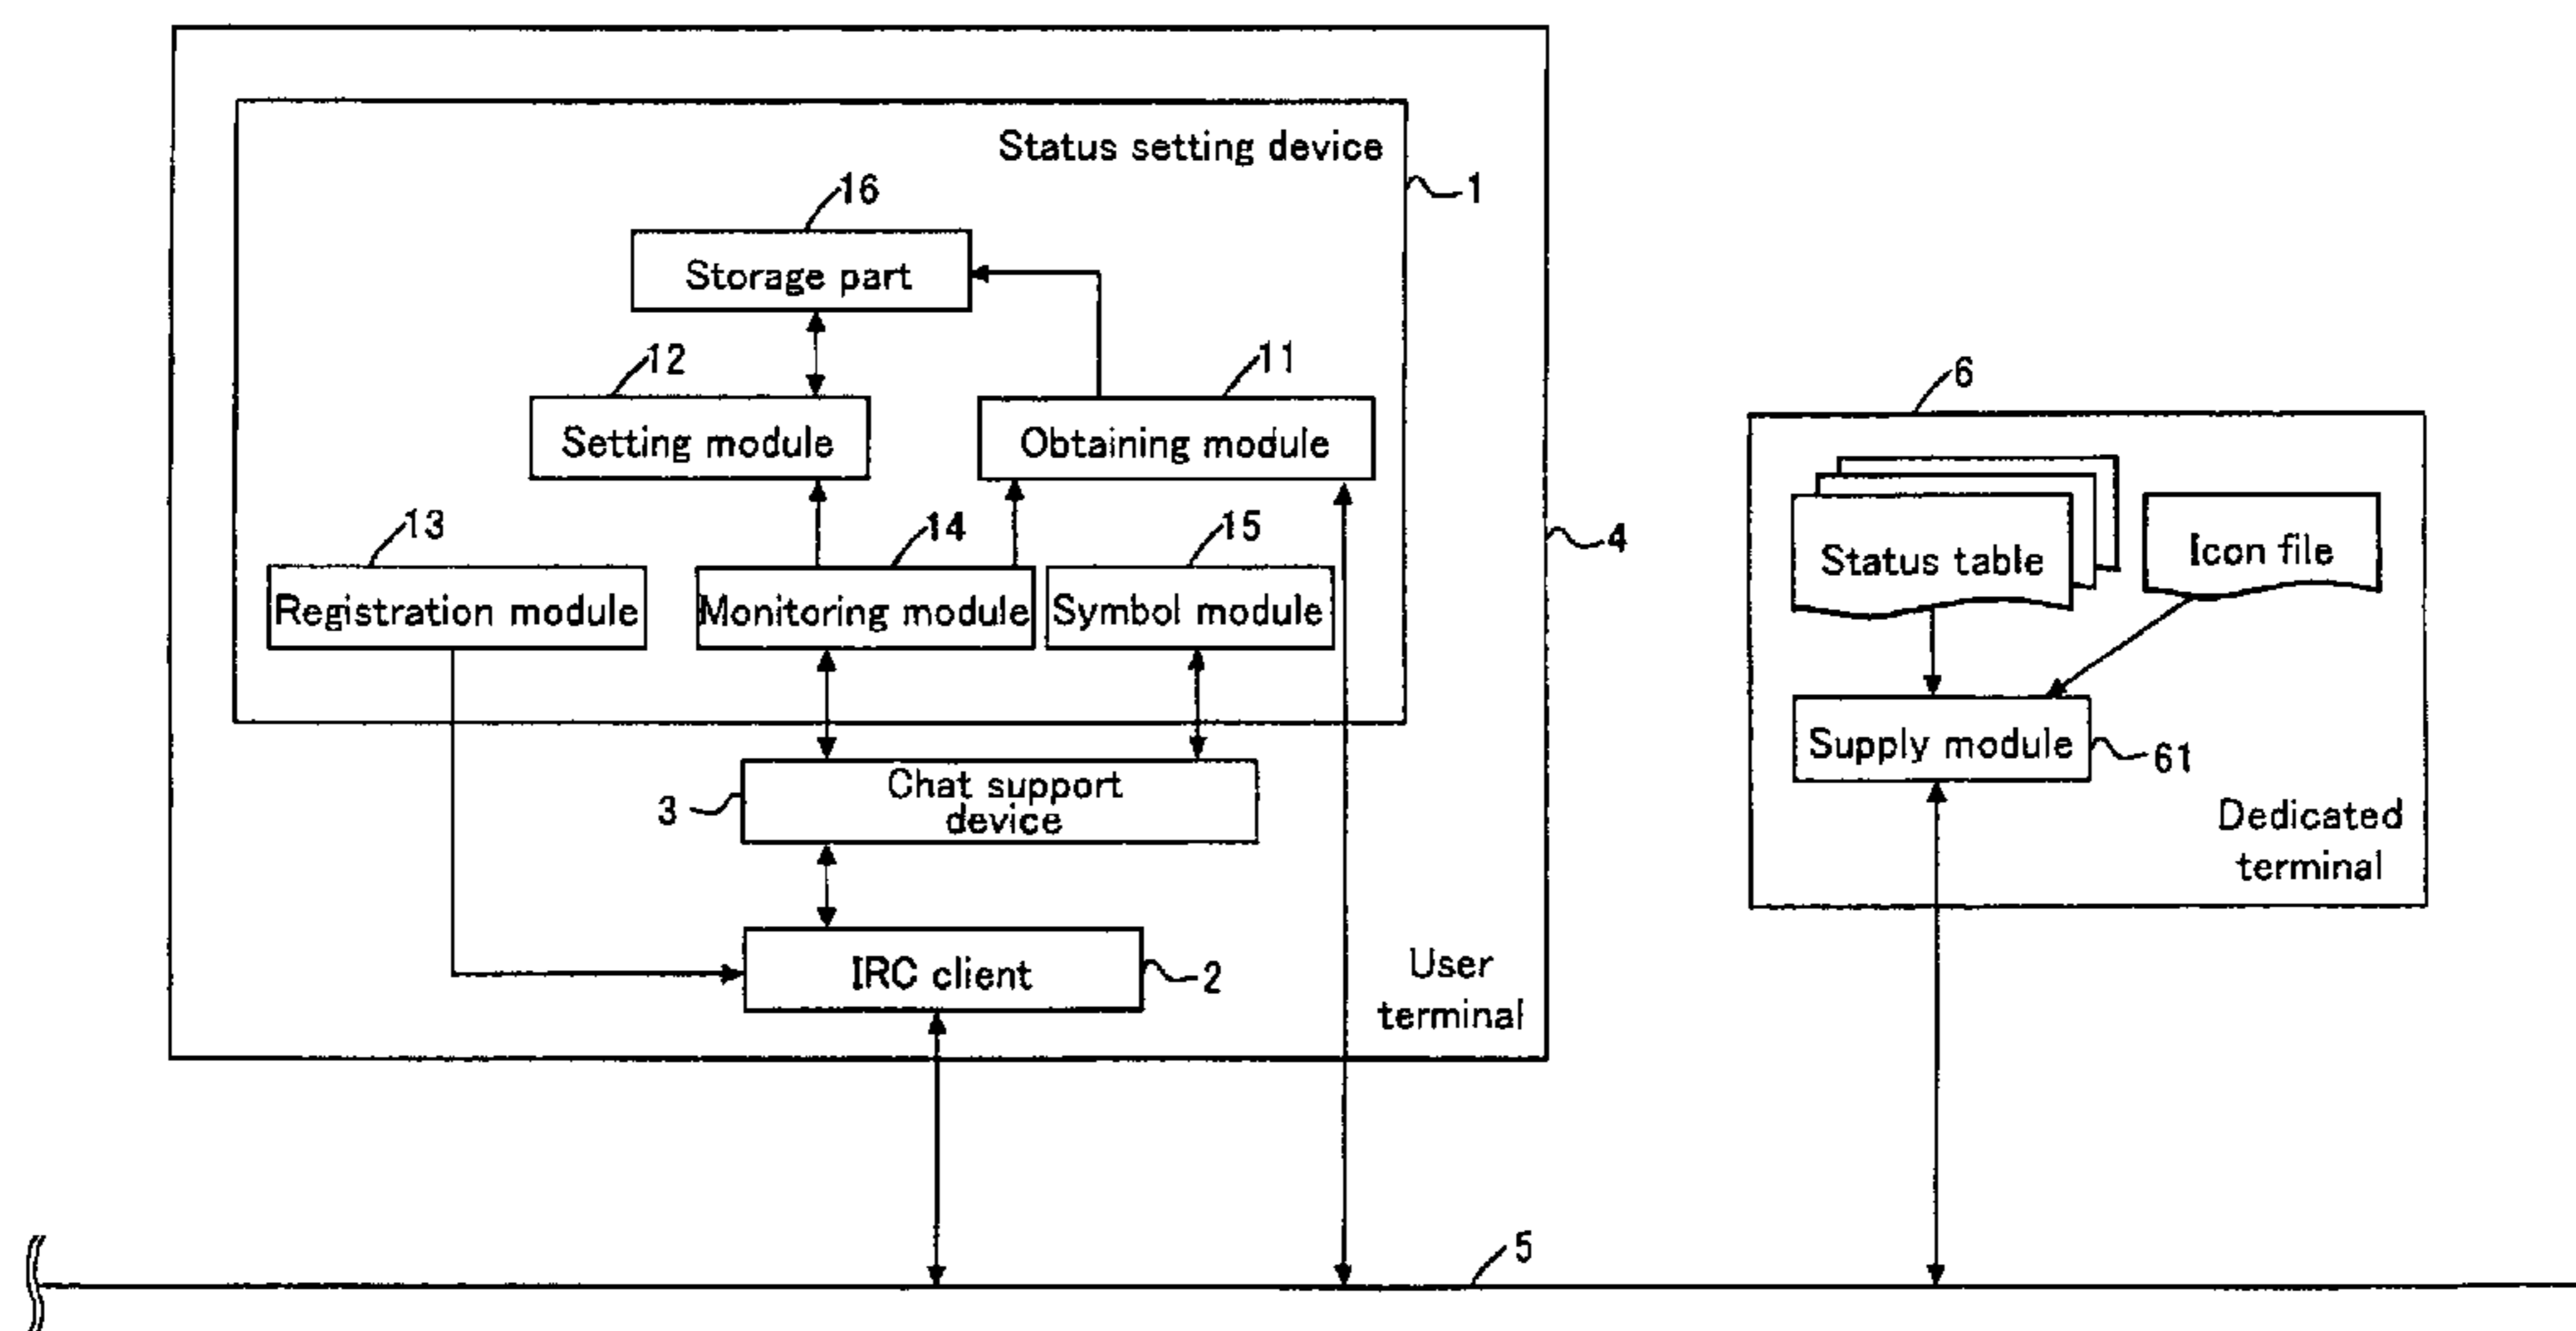 Status setting device
1
16
Storage part
12
11
Setting module
Obtaining module
6
13
14
15
4
Status table
Icon file
Registration module
Monitoring module
Symbol module
Supply module
61
3
Chat support
device
Dedicated
terminal
IRC client
2
User
terminal
5